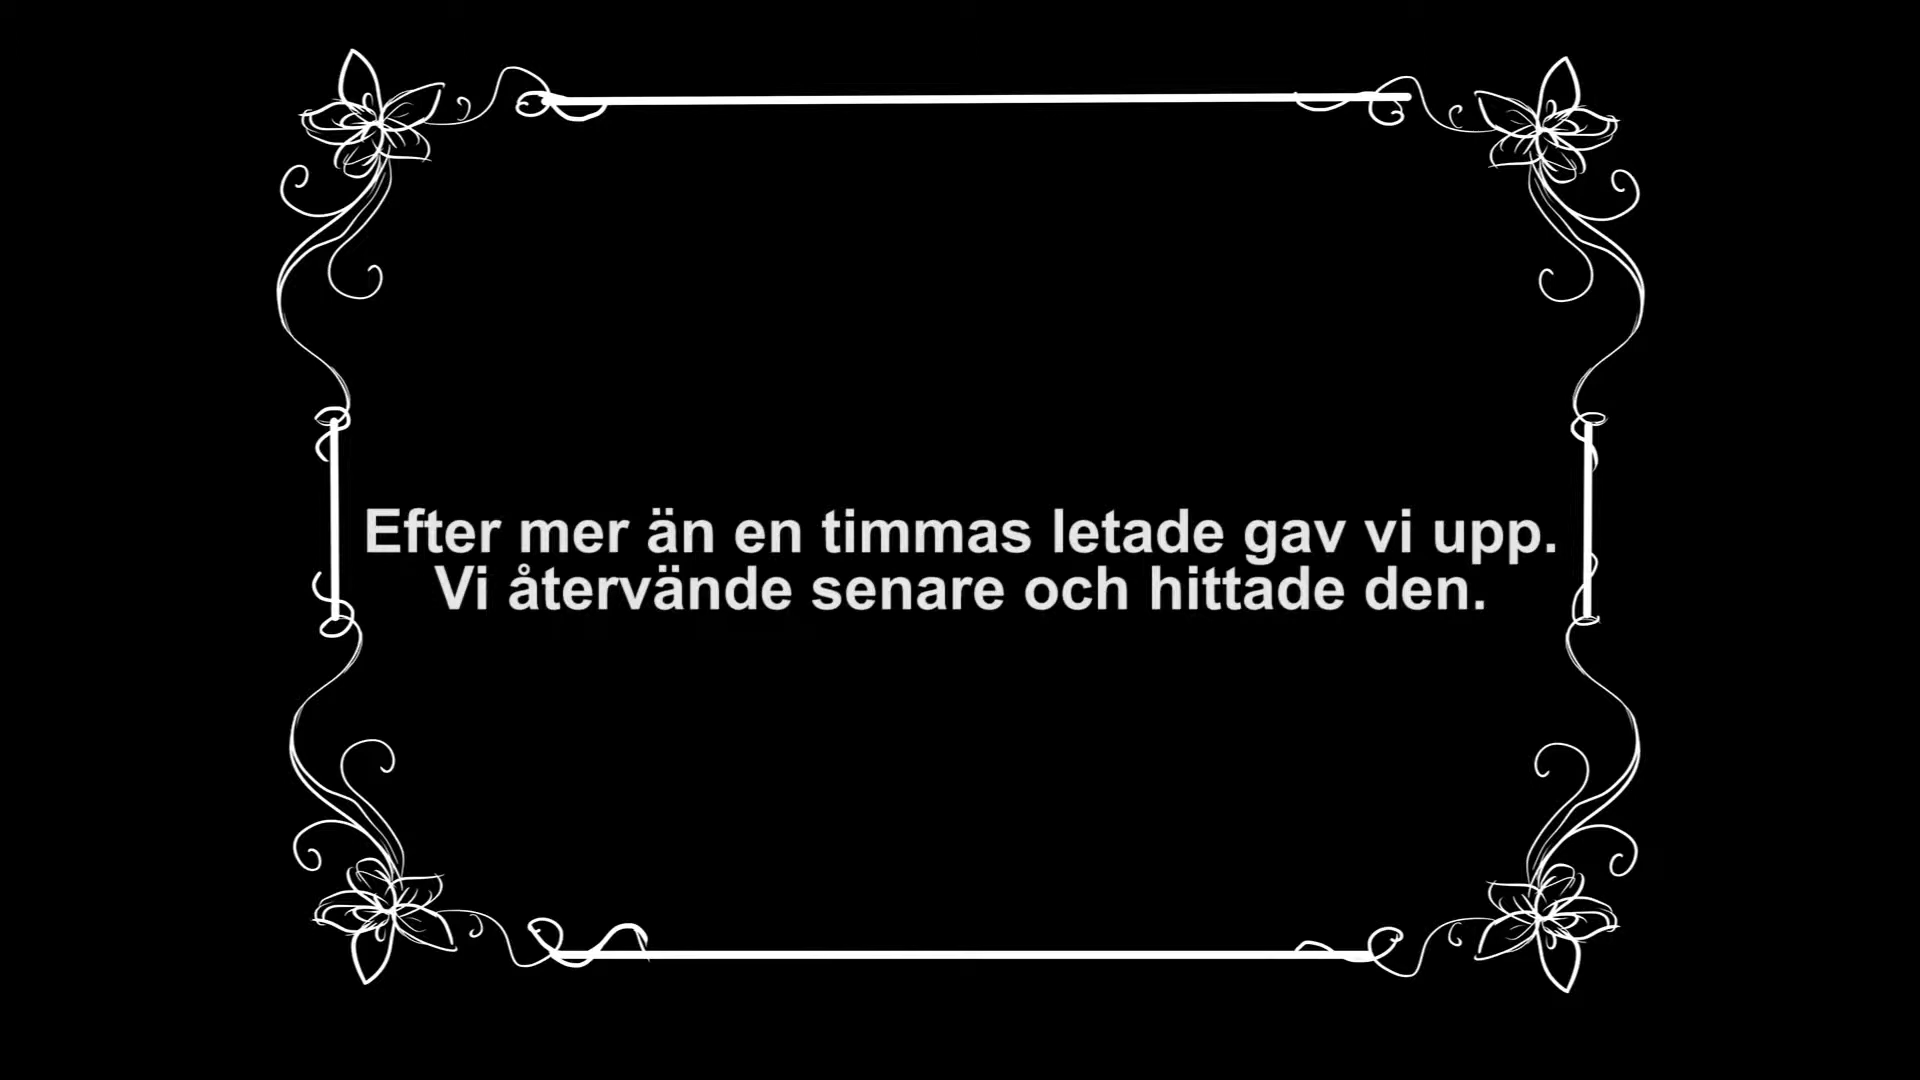 Efter mer än en timmas letade gav vi upp.
Vi återvände senare och hittade den.